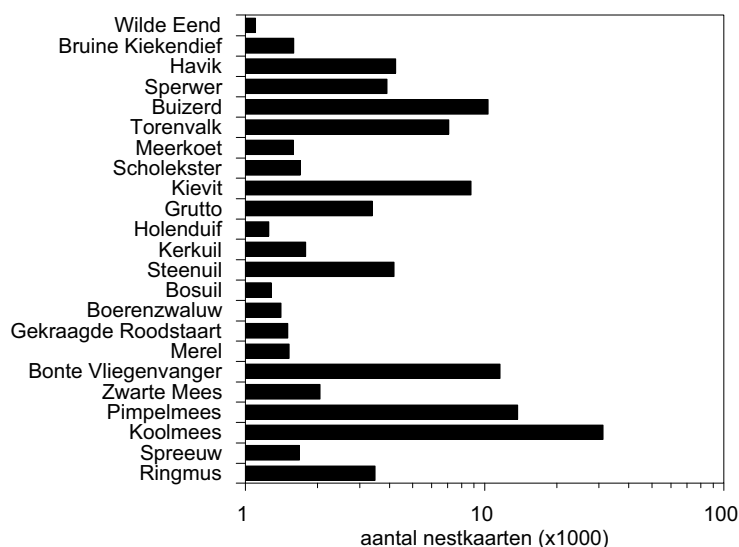 Wilde Eend
Bruine Kiekendief
Havik
Sperwer
Buizerd
Torenvalk
Meerkoet
Scholekster
Kievit
Grutto
Holenduif
Kerkuil
Steenuil
Bosuil
Boerenzwaluw
Gekraagde Roodstaart
Merel
Bonte Vliegenvanger
Zwarte Mees
Pimpelmees
Koolmees
Spreeuw
Ringmus
1 10 100
aantal nestkaarten (x1000)